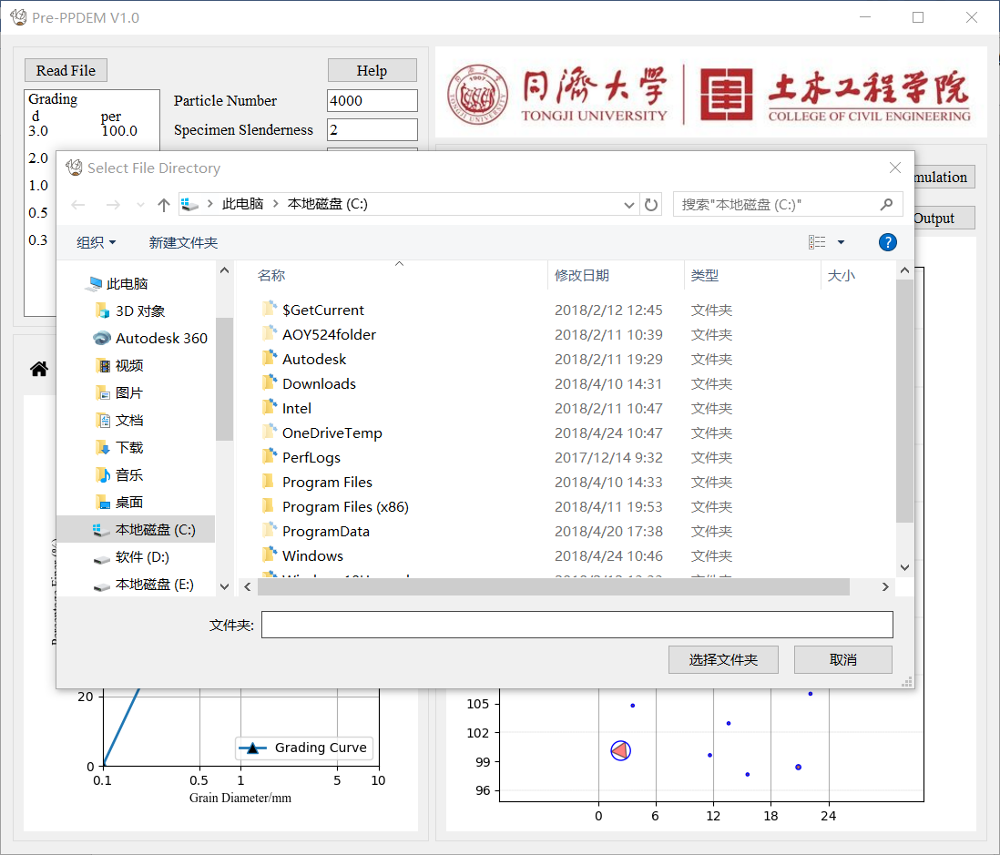 Pre-PPDEM V1.0
Read File
Help
Grading
d per
3.0 100.0
2.0
1.0
0.5
0.3
Particle Number 4000
Specimen Slenderness 2
1907
同濟大学
TONGJI UNIVERSITY
土木工程学院
COLLEGE OF CIVIL ENGINEERING
mulation
Output
Select File Directory
此电脑 本地磁盘 (C:)
搜索"本地磁盘 (C:)"
组织 新建文件夹
?
此电脑
3D 对象
Autodesk 360
视频
图片
文档
下载
音乐
桌面
本地磁盘 (C:)
软件 (D:)
本地磁盘 (E:)
名称 修改日期 类型 大小
$GetCurrent 2018/2/12 12:45 文件夹
AOY524folder 2018/2/11 10:39 文件夹
Autodesk 2018/2/11 19:29 文件夹
Downloads 2018/4/10 14:31 文件夹
Intel 2018/2/11 10:47 文件夹
OneDriveTemp 2018/4/24 10:47 文件夹
PerfLogs 2017/12/14 9:32 文件夹
Program Files 2018/4/10 14:33 文件夹
Program Files (x86) 2018/4/11 19:53 文件夹
ProgramData 2018/4/20 17:38 文件夹
Windows 2018/4/24 10:46 文件夹
文件夹:
选择文件夹 取消
20
0
0.1 0.5 1 5 10
Grading Curve
Grain Diameter/mm
105
102
99
96
0 6 12 18 24